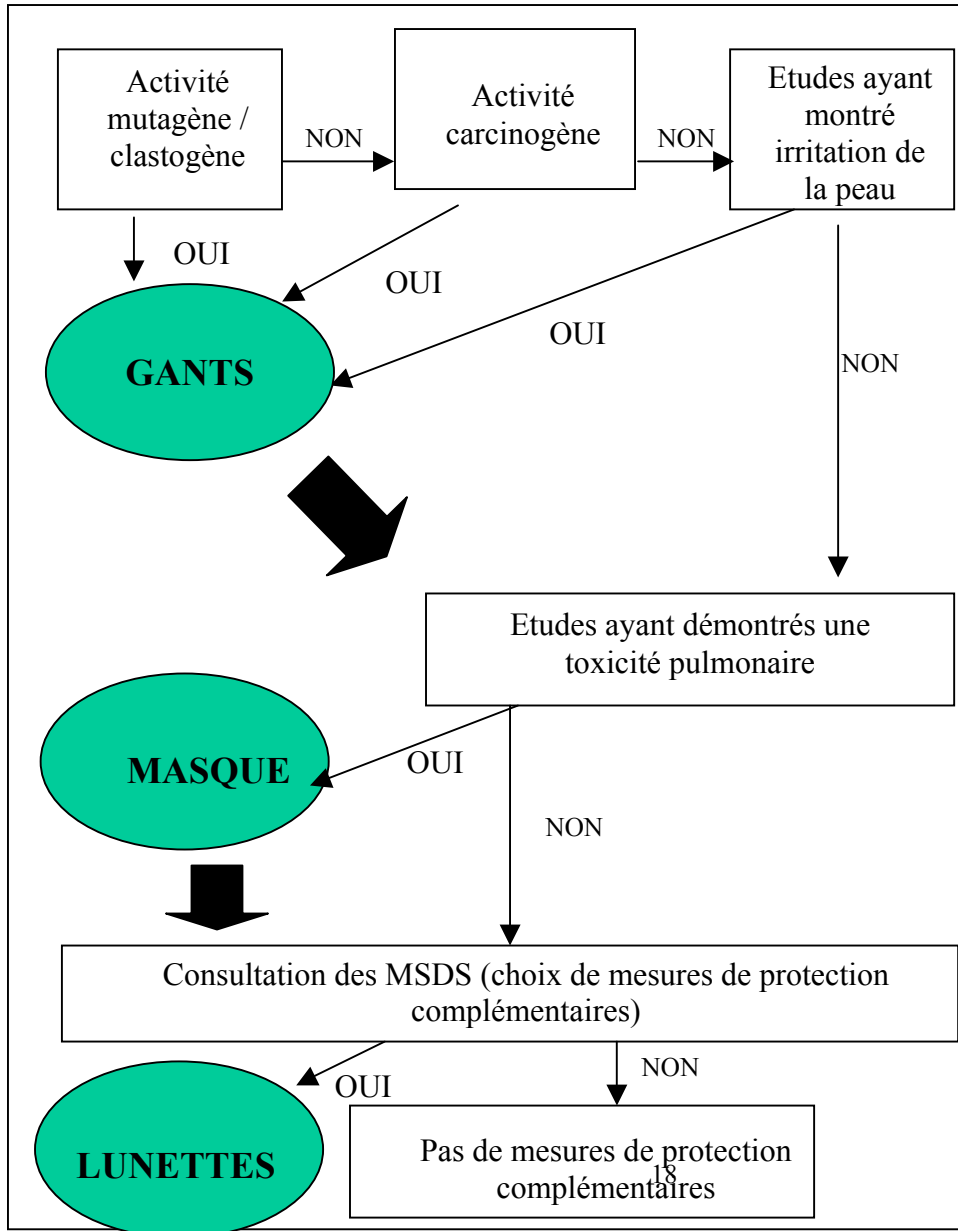 Activité
mutagène /
clastogène
NON
Activité
carcinogène
NON
Etudes ayant
montré
irritation de
la peau
OUI
OUI
OUI
NON
GANTS
Etudes ayant démontrés une
toxicité pulmonaire
OUI
MASQUE
NON
Consultation des MSDS (choix de mesures de protection
complémentaires)
OUI
NON
LUNETTES
Pas de mesures de protection
complémentaires
18